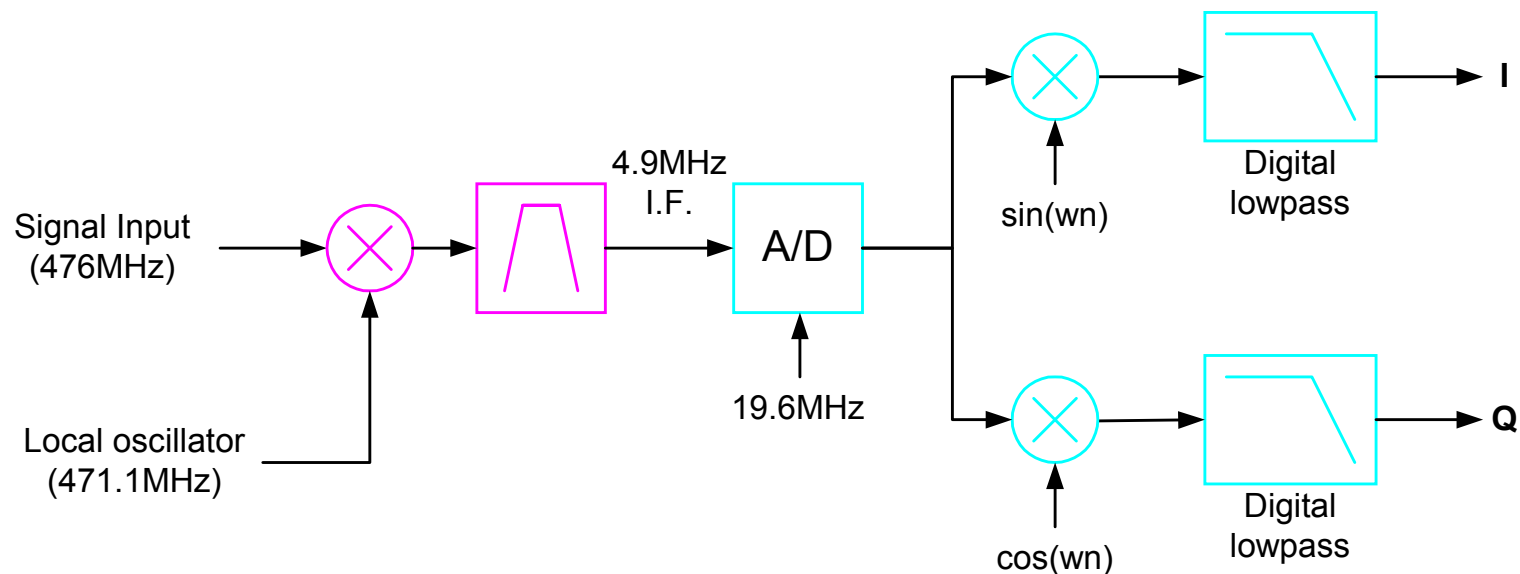 Signal Input
(476MHz)
Local oscillator
(471.1MHz)
4.9MHz
I.F.
A/D
19.6MHz
sin(wn)
Digital
lowpass
I
cos(wn)
Digital
lowpass
Q